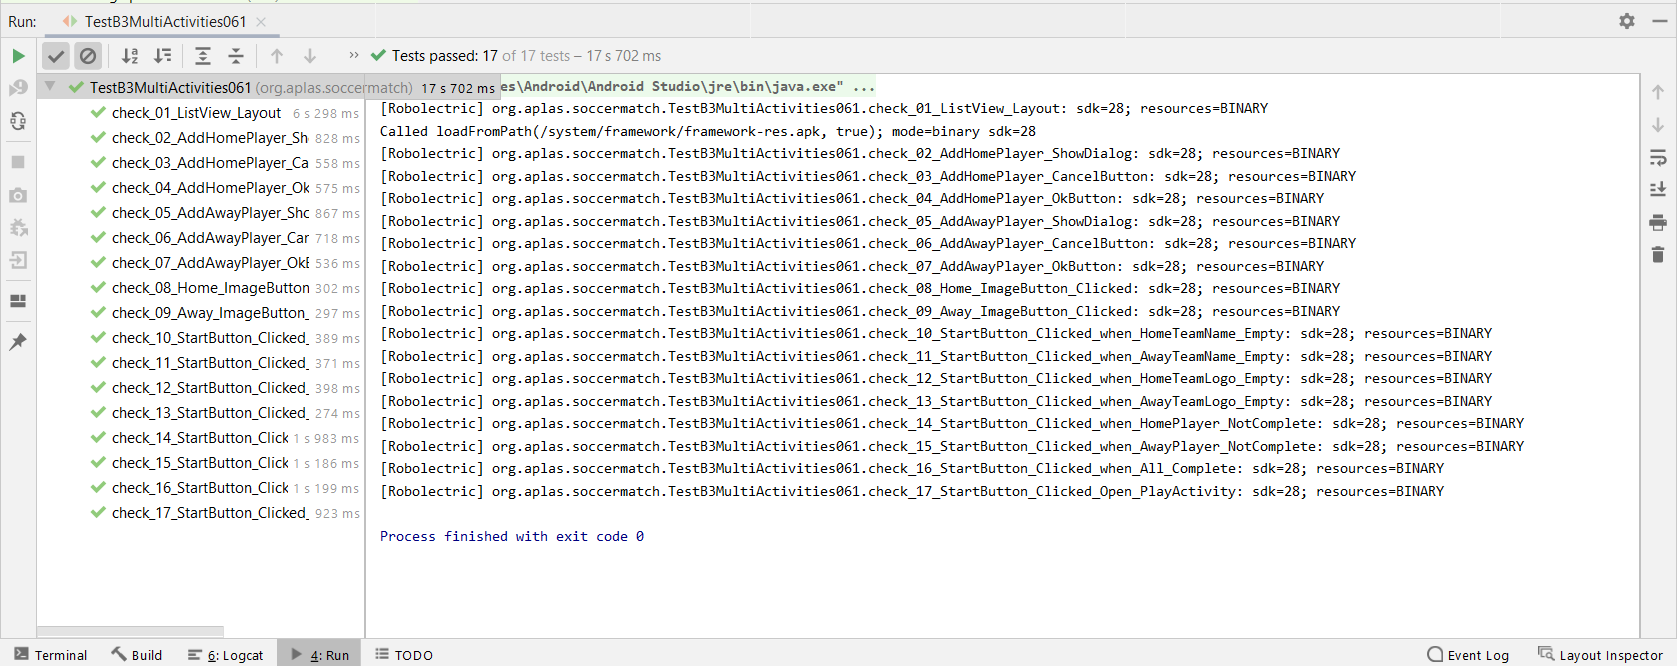 Run: TestB3MultiActivities061
Tests passed: 17 of 17 tests – 17 s 702 ms
TestB3MultiActivities061 (org.aplas.soccermatch) 17 s 702 ms
check_01_ListView_Layout 6 s 298 ms
check_02_AddHomePlayer_Sh 828 ms
check_03_AddHomePlayer_Ca 558 ms
check_04_AddHomePlayer_Ok 575 ms
check_05_AddAwayPlayer_Sho 867 ms
check_06_AddAwayPlayer_Can 718 ms
check_07_AddAwayPlayer_OkB 536 ms
check_08_Home_ImageButton 302 ms
check_09_Away_ImageButton_ 297 ms
check_10_StartButton_Clicked_ 389 ms
check_11_StartButton_Clicked_ 371 ms
check_12_StartButton_Clicked_ 398 ms
check_13_StartButton_Clicked_ 274 ms
check_14_StartButton_Click 1 s 983 ms
check_15_StartButton_Click 1 s 186 ms
check_16_StartButton_Click 1 s 199 ms
check_17_StartButton_Clicked_ 923 ms
es\Android\Android Studio\jre\bin\java.exe" ...
[Robolectric] org.aplas.soccermatch.TestB3MultiActivities061.check_01_ListView_Layout: sdk=28; resources=BINARY
Called loadFromPath(/system/framework/framework-res.apk, true); mode=binary sdk=28
[Robolectric] org.aplas.soccermatch.TestB3MultiActivities061.check_02_AddHomePlayer_ShowDialog: sdk=28; resources=BINARY
[Robolectric] org.aplas.soccermatch.TestB3MultiActivities061.check_03_AddHomePlayer_CancelButton: sdk=28; resources=BINARY
[Robolectric] org.aplas.soccermatch.TestB3MultiActivities061.check_04_AddHomePlayer_OkButton: sdk=28; resources=BINARY
[Robolectric] org.aplas.soccermatch.TestB3MultiActivities061.check_05_AddAwayPlayer_ShowDialog: sdk=28; resources=BINARY
[Robolectric] org.aplas.soccermatch.TestB3MultiActivities061.check_06_AddAwayPlayer_CancelButton: sdk=28; resources=BINARY
[Robolectric] org.aplas.soccermatch.TestB3MultiActivities061.check_07_AddAwayPlayer_OkButton: sdk=28; resources=BINARY
[Robolectric] org.aplas.soccermatch.TestB3MultiActivities061.check_08_Home_ImageButton_Clicked: sdk=28; resources=BINARY
[Robolectric] org.aplas.soccermatch.TestB3MultiActivities061.check_09_Away_ImageButton_Clicked: sdk=28; resources=BINARY
[Robolectric] org.aplas.soccermatch.TestB3MultiActivities061.check_10_StartButton_Clicked_when_HomeTeamName_Empty: sdk=28; resources=BINARY
[Robolectric] org.aplas.soccermatch.TestB3MultiActivities061.check_11_StartButton_Clicked_when_AwayTeamName_Empty: sdk=28; resources=BINARY
[Robolectric] org.aplas.soccermatch.TestB3MultiActivities061.check_12_StartButton_Clicked_when_HomeTeamLogo_Empty: sdk=28; resources=BINARY
[Robolectric] org.aplas.soccermatch.TestB3MultiActivities061.check_13_StartButton_Clicked_when_AwayTeamLogo_Empty: sdk=28; resources=BINARY
[Robolectric] org.aplas.soccermatch.TestB3MultiActivities061.check_14_StartButton_Clicked_when_HomePlayer_NotComplete: sdk=28; resources=BINARY
[Robolectric] org.aplas.soccermatch.TestB3MultiActivities061.check_15_StartButton_Clicked_when_AwayPlayer_NotComplete: sdk=28; resources=BINARY
[Robolectric] org.aplas.soccermatch.TestB3MultiActivities061.check_16_StartButton_Clicked_when_All_Complete: sdk=28; resources=BINARY
[Robolectric] org.aplas.soccermatch.TestB3MultiActivities061.check_17_StartButton_Clicked_Open_PlayActivity: sdk=28; resources=BINARY
Process finished with exit code 0
Terminal Build 6: Logcat 4: Run TODO Event Log Layout Inspector